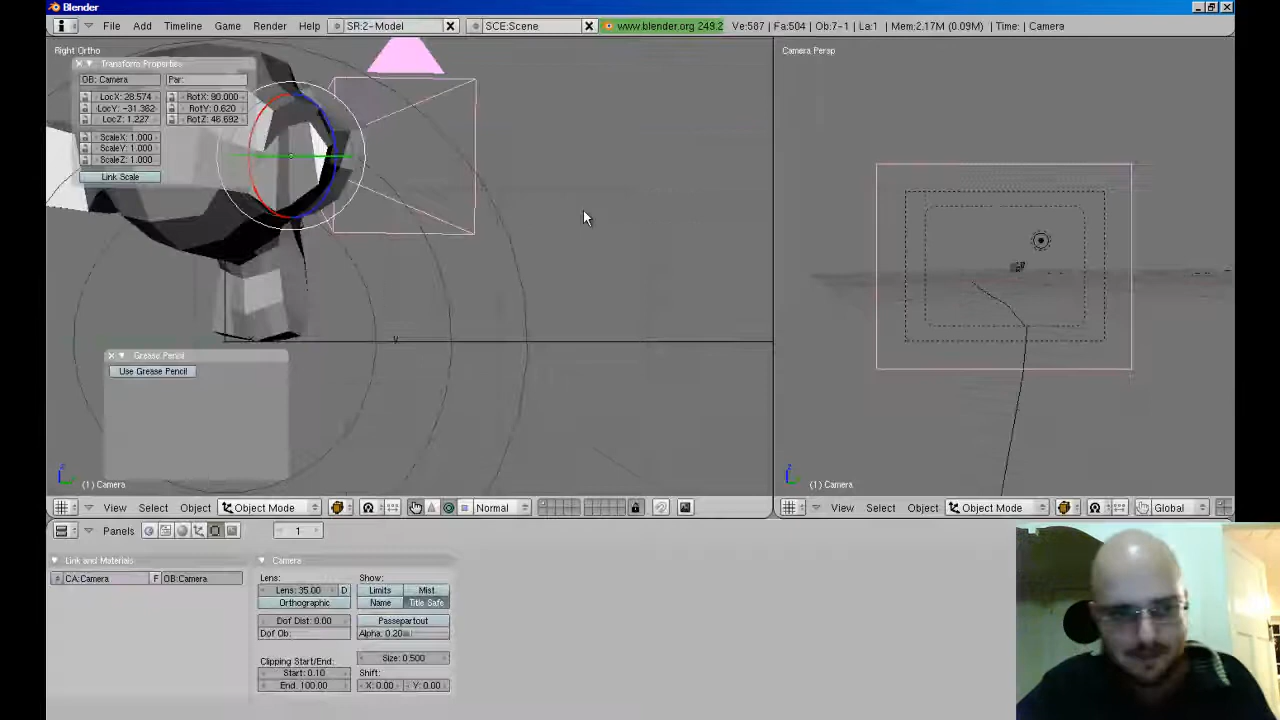 Blender
File Add Timeline Game Render Help SR:2-Model SCE:Scene www.blender.org 249.2 Ve:587 | Fa:504 | Ob:7-1 | La:1 | Mem:2.17M (0.09M) | Time: | Camera
Right Ortho
Transform Properties
OB: Camera Par:
LocX: 28.574 RotX: 90.000
LocY: -31.362 RotY: 0.620
LocZ: 1.227 RotZ: 46.692
ScaleX: 1.000
ScaleY: 1.000
ScaleZ: 1.000
Link Scale
Grease Pencil
Use Grease Pencil
(1) Camera
Camera Persp
(1) Camera
View Select Object Object Mode Normal
View Select Object Object Mode Global
Panels 1
Link and Materials
CA:Camera F OB:Camera
Camera
Lens: Show:
Lens: 35.00 D Limits Mist
Orthographic Name Title Safe
Dof Dist: 0.00 Passepartout
Dof Ob: Alpha: 0.20
Size: 0.500
Clipping Start/End: Shift:
Start: 0.10
End: 100.00 X: 0.00 Y: 0.00